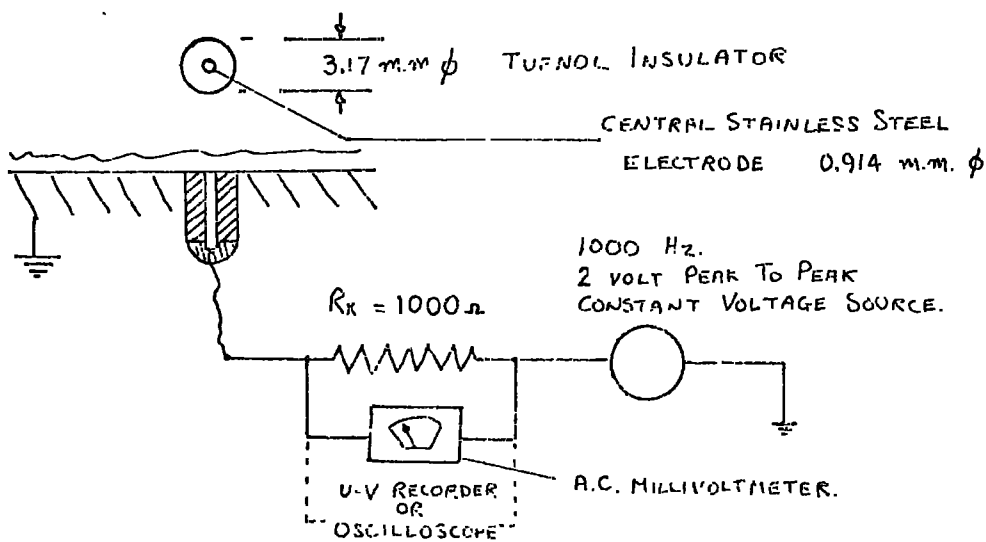 3.17 m.m ϕ TUFNOL INSULATOR
CENTRAL STAINLESS STEEL
ELECTRODE 0.914 m.m. ϕ
1000 Hz.
2 VOLT PEAK TO PEAK
CONSTANT VOLTAGE SOURCE.
Rx = 1000 Ω
A.C. MILLIVOLTMETER.
U-V RECORDER
OR
OSCILLOSCOPE